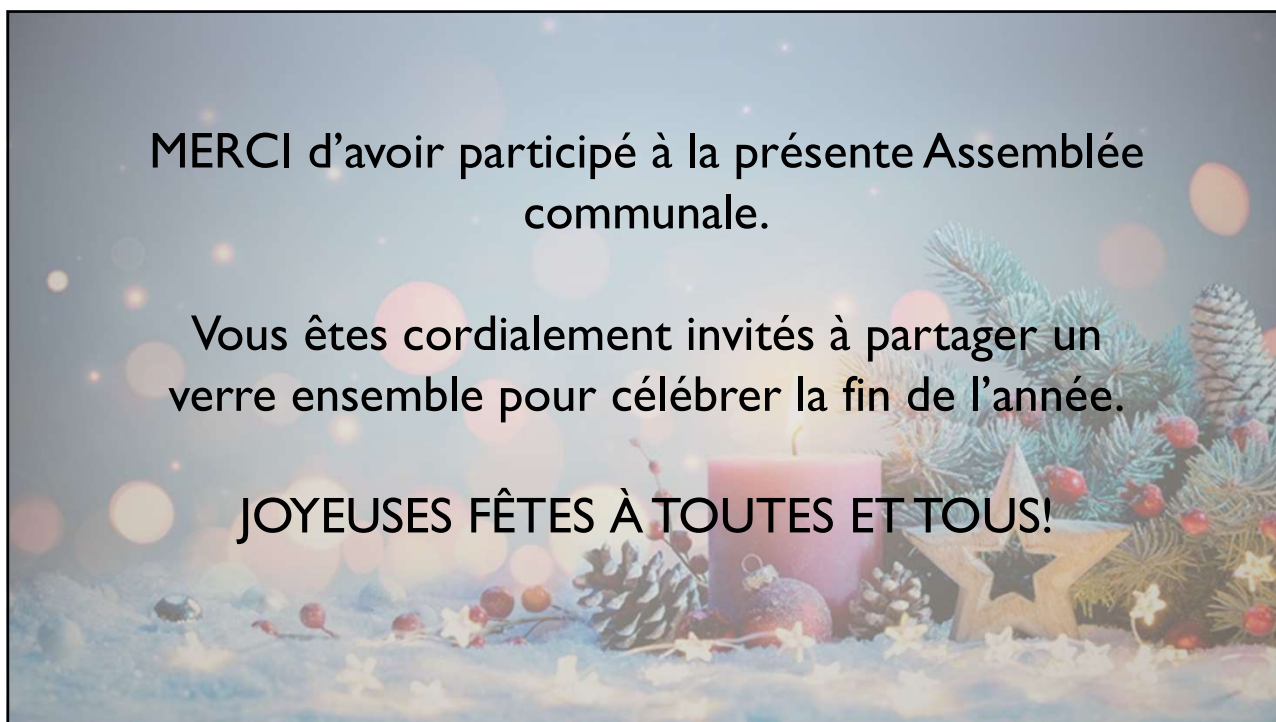 MERCI d’avoir participé à la présente Assemblée
communale.
Vous êtes cordialement invités à partager un
verre ensemble pour célébrer la fin de l’année.
JOYEUSES FÊTES À TOUTES ET TOUS!